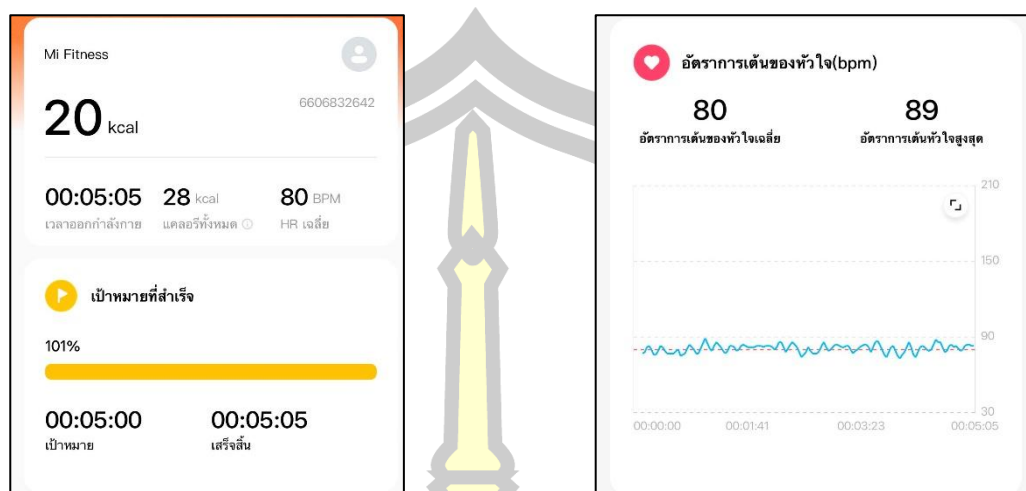 Mi Fitness
20 kcal
6606832642
00:05:05 28 kcal 80 BPM
เวลาออกกำลังกาย แคลอรีทั้งหมด HR เฉลี่ย
เป้าหมายที่สำเร็จ
101%
00:05:00 00:05:05
เป้าหมาย เสร็จสิ้น
อัตราการเต้นของหัวใจ(bpm)
80 89
อัตราการเต้นของหัวใจเฉลี่ย อัตราการเต้นหัวใจสูงสุด
210
150
90
30
00:00:00 00:01:41 00:03:23 00:05:05